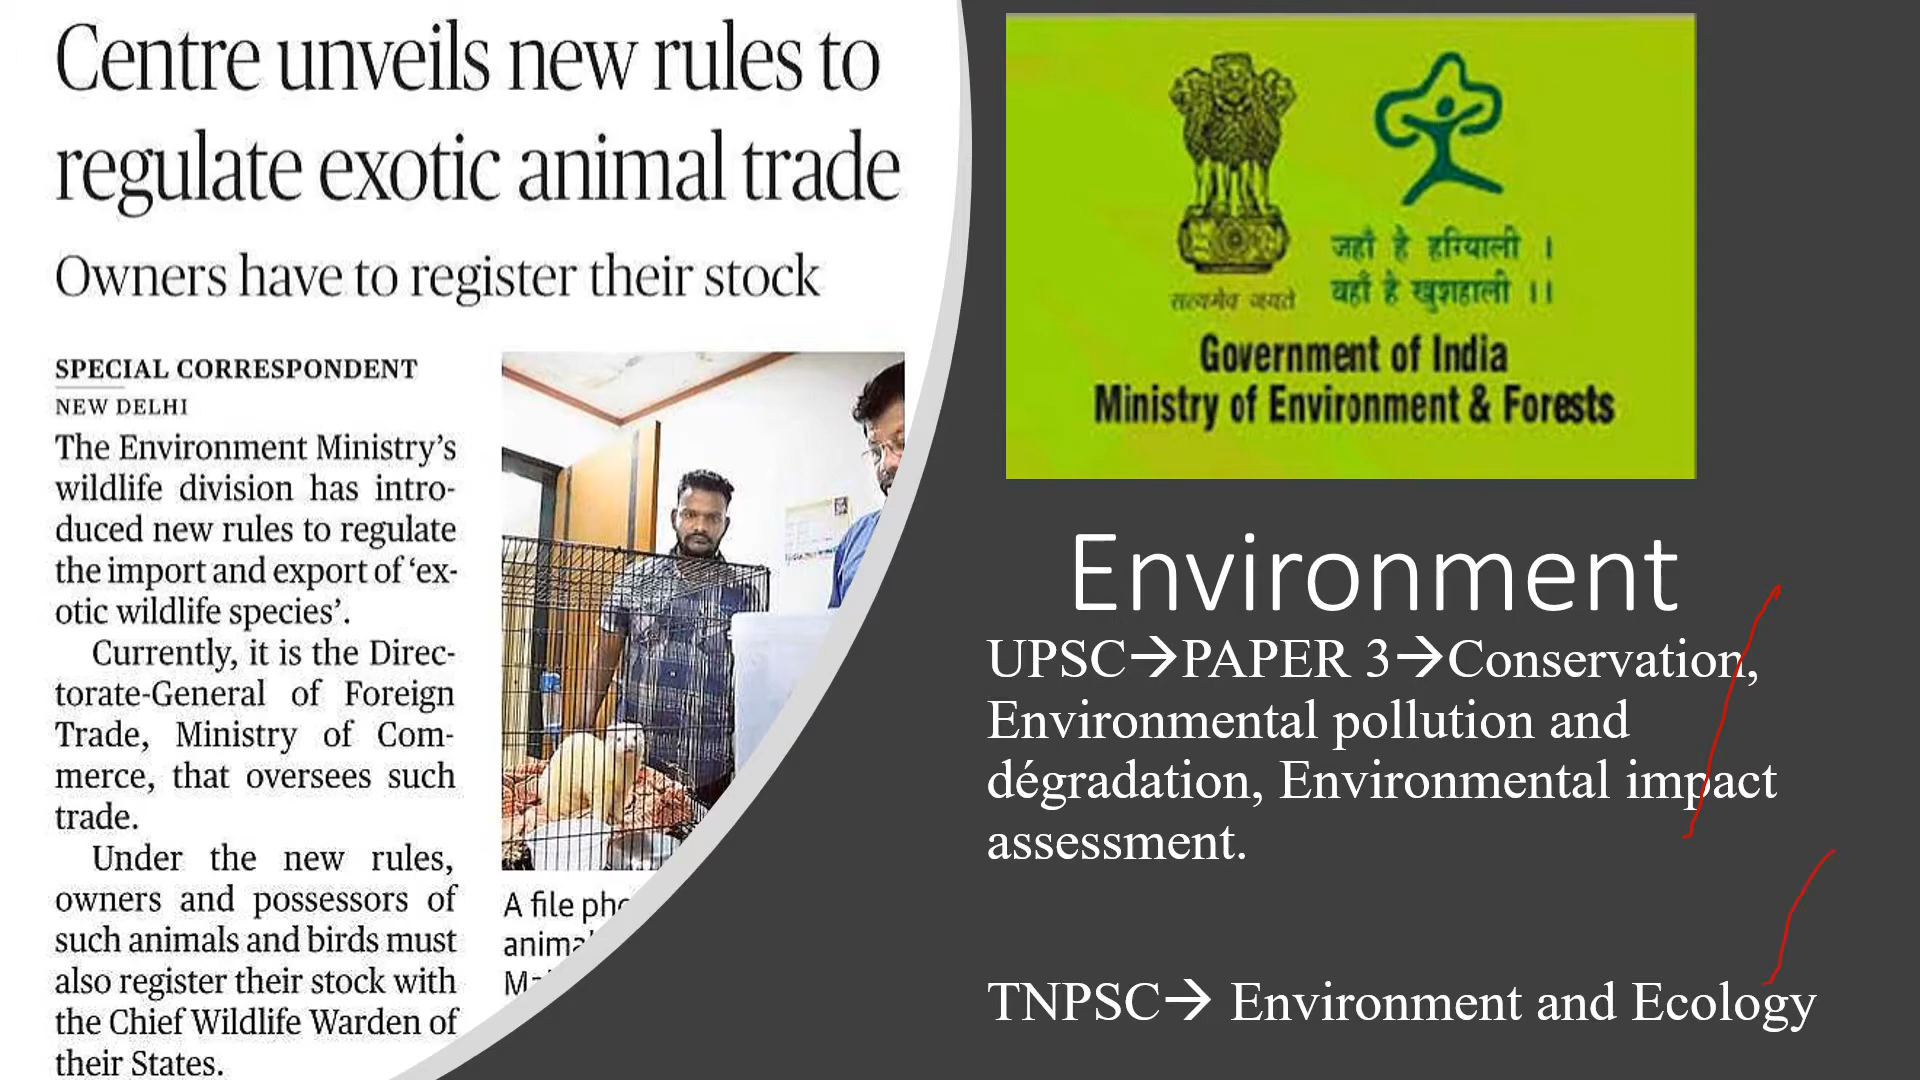 Centre unveils new rules to
regulate exotic animal trade
Owners have to register their stock
SPECIAL CORRESPONDENT
NEW DELHI
The Environment Ministry’s
wildlife division has intro-
duced new rules to regulate
the import and export of ‘ex-
otic wildlife species’.
Currently, it is the Direc-
torate-General of Foreign
Trade, Ministry of Com-
merce, that oversees such
trade.
Under the new rules,
owners and possessors of
such animals and birds must
also register their stock with
the Chief Wildlife Warden of
their States.
A file
जहाँ है हरियाली ।
वहाँ है खुशहाली ।।
सत्यमेव जयते
Government of India
Ministry of Environment & Forests
Environment
UPSC→PAPER 3→Conservation,
Environmental pollution and
dégradation, Environmental impact
assessment.
TNPSC→ Environment and Ecology